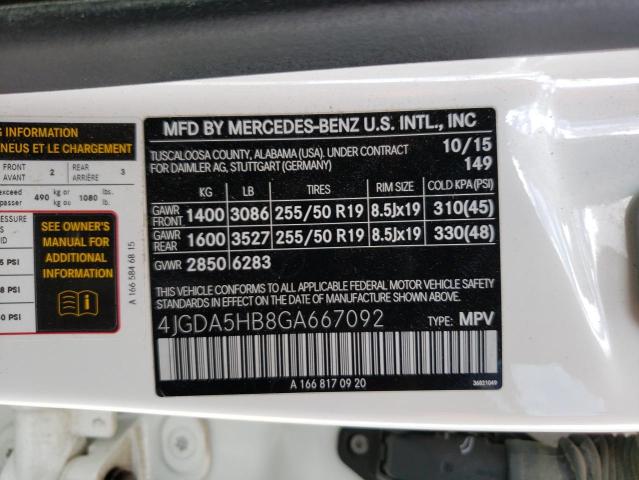 G INFORMATION
NEUS ET LE CHARGEMENT
FRONT
AVANT
2
REAR
ARRIÈRE
3
exceed
490 kg or 1080 lbs.
SEE OWNER'S
MANUAL FOR
ADDITIONAL
INFORMATION
PSI
PSI
PSI
A 166 584 68 15
MFD BY MERCEDES-BENZ U.S. INTL., INC
TUSCALOOSA COUNTY, ALABAMA (USA), UNDER CONTRACT 10/15
FOR DAIMLER AG, STUTTGART (GERMANY) 149
KG LB TIRES RIM SIZE COLD KPA(PSI)
GAWR FRONT 1400 3086 255/50 R19 8.5Jx19 310(45)
GAWR REAR 1600 3527 255/50 R19 8.5Jx19 330(48)
GVWR 2850 6283
THIS VEHICLE CONFORMS TO ALL APPLICABLE FEDERAL MOTOR VEHICLE SAFETY
STANDARDS IN EFFECT ON THE DATE OF MANUFACTURE SHOWN ABOVE.
4JGDA5HB8GA667092 TYPE: MPV
A 166 817 09 20
36821049